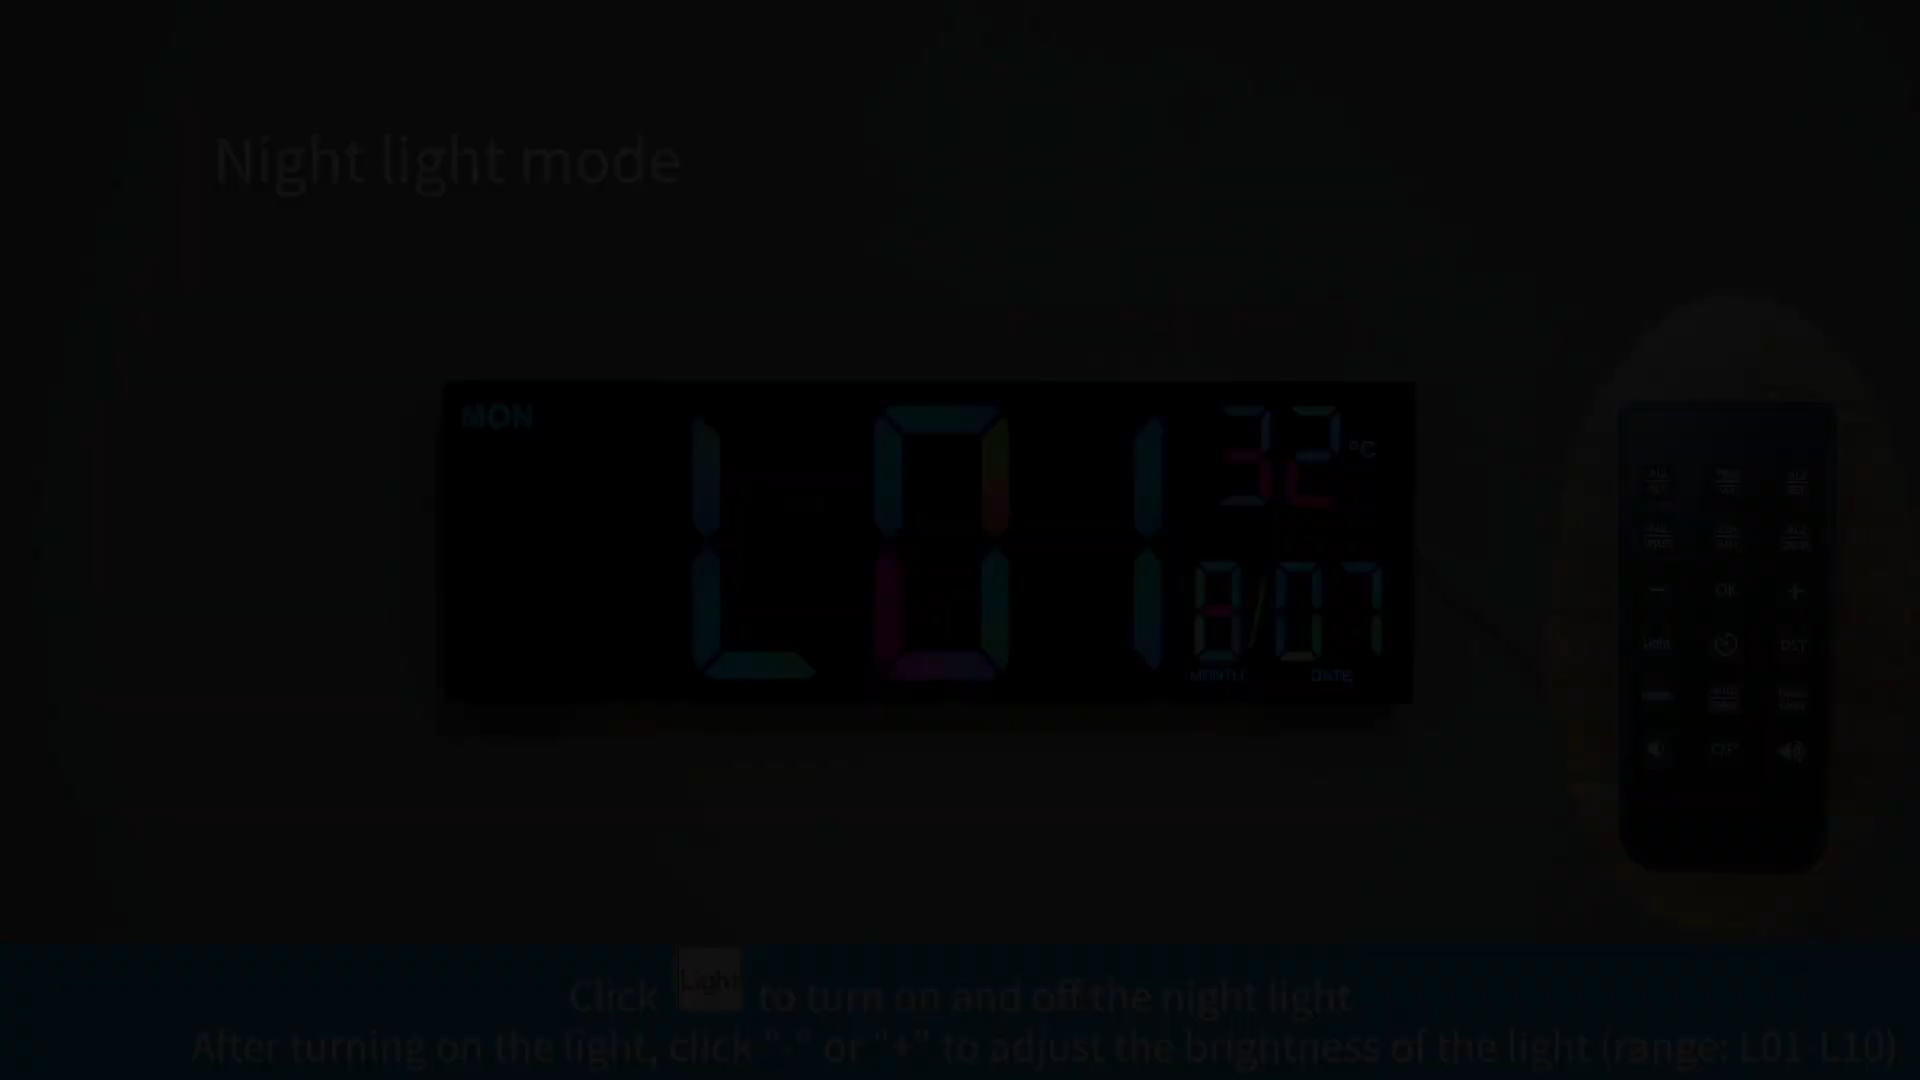 Night light mode
MON
L01
32 °C
8/07
MONTH DATE
- OK +
Light DST
Click Light to turn on and off the night light
After turning on the light, click "-" or "+" to adjust the brightness of the light (range: L01-L10)